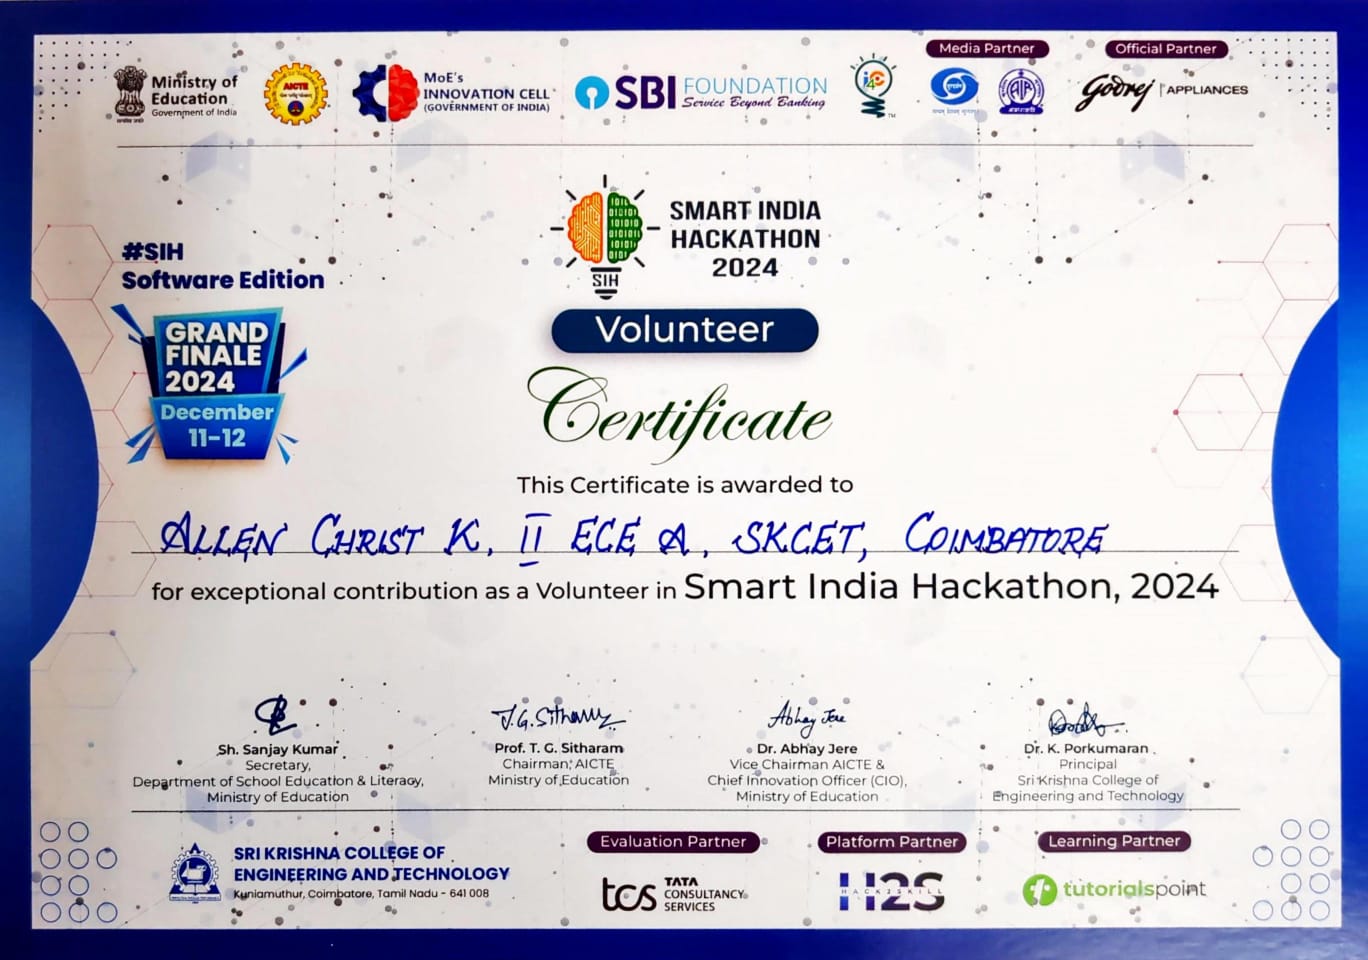 Media Partner
Official Partner
Ministry of
Education
Government of India
AICTE
MoE's
INNOVATION CELL
(GOVERNMENT OF INDIA)
SBI FOUNDATION
Service Beyond Banking
i4C
TM
Godrej | APPLIANCES
SIH
SMART INDIA
HACKATHON
2024
#SIH
Software Edition
Volunteer
GRAND
FINALE
2024
December
11-12
Certificate
This Certificate is awarded to
ALLEN CHRIST K, II ECE A, SKCET, COIMBATORE
for exceptional contribution as a Volunteer in Smart India Hackathon, 2024
T.G. Sitharam
Abhay Jere
Sh. Sanjay Kumar
Secretary,
Department of School Education & Literacy,
Ministry of Education
Prof. T. G. Sitharam
Chairman, AICTE
Ministry of Education
Dr. Abhay Jere
Vice Chairman AICTE &
Chief Innovation Officer (CIO),
Ministry of Education
Dr. K. Porkumaran
Principal
Sri Krishna College of
Engineering and Technology
SRI KRISHNA COLLEGE OF
ENGINEERING AND TECHNOLOGY
Kuniamuthur, Coimbatore, Tamil Nadu - 641 008
Evaluation Partner
tcs TATA
CONSULTANCY
SERVICES
Platform Partner
HACK2SKILL
H2S
Learning Partner
tutorialspoint